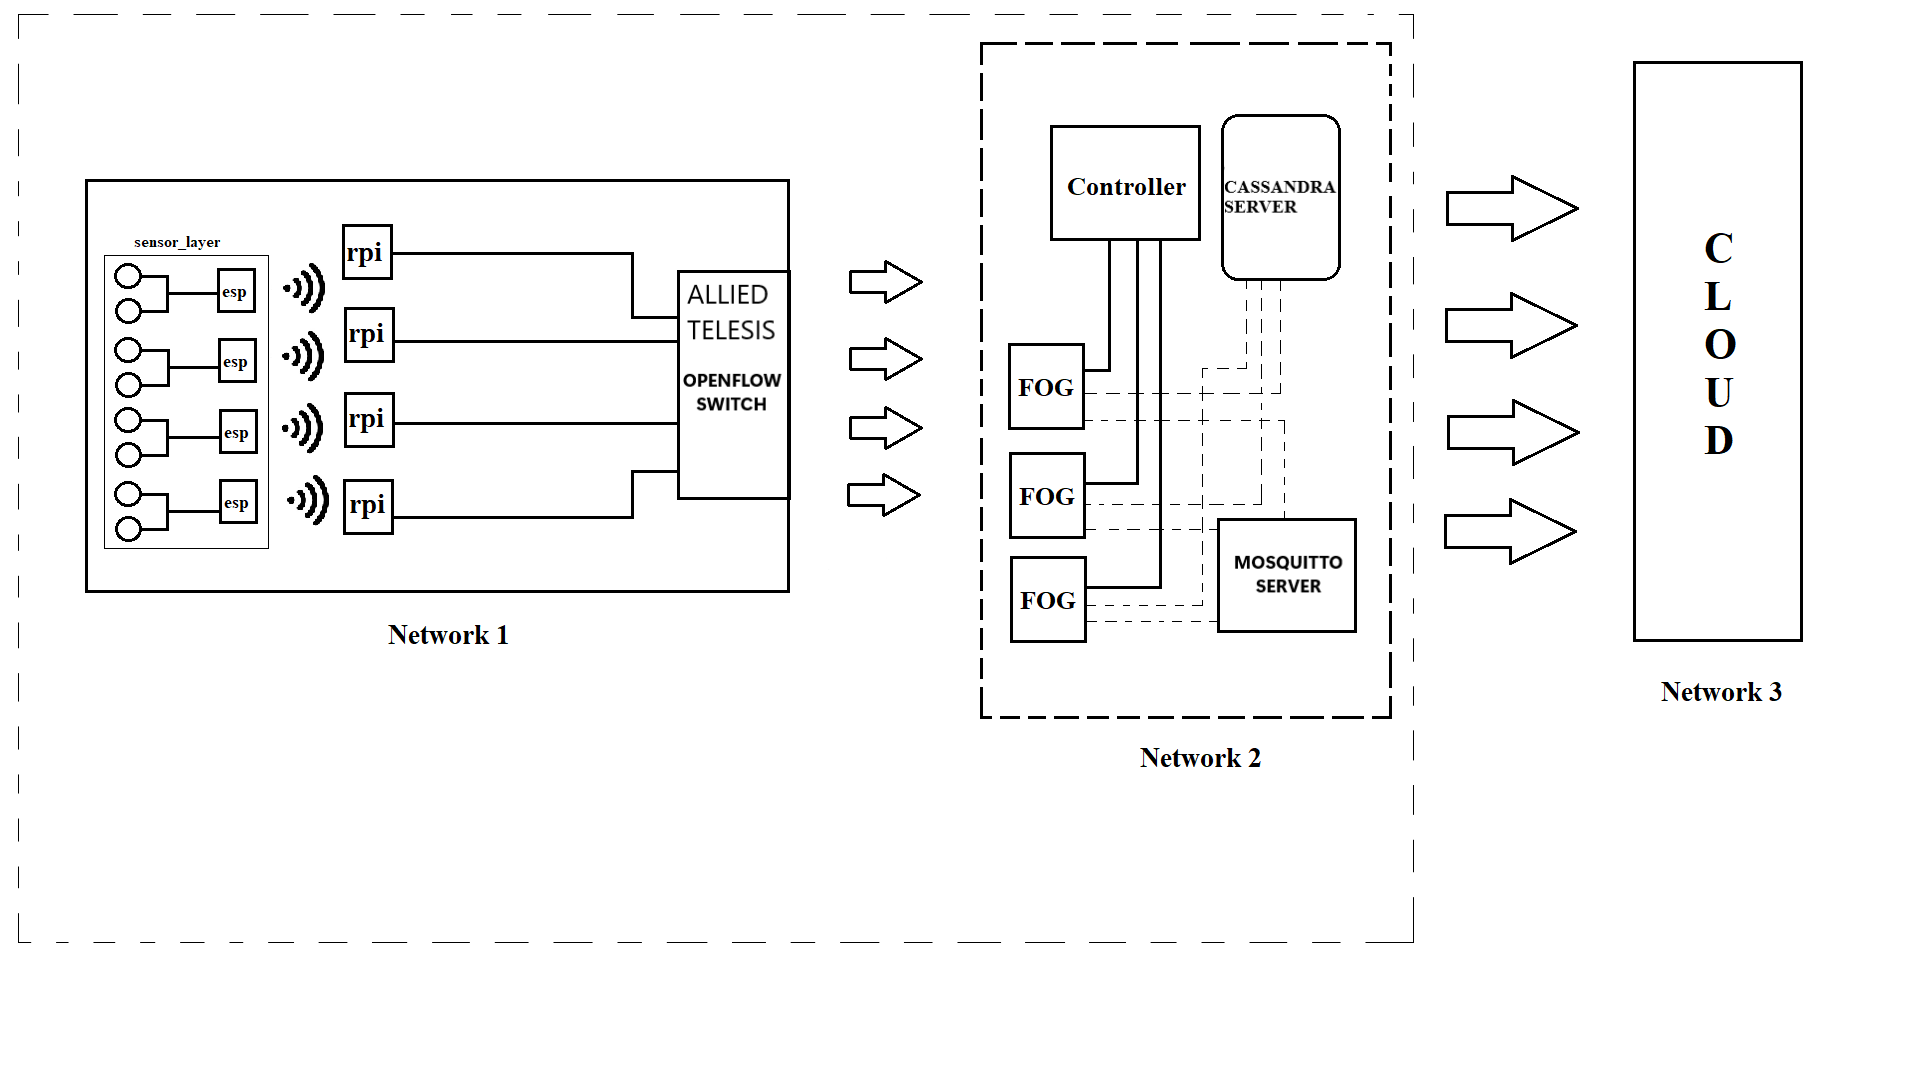 sensor_layer
esp
esp
esp
esp
rpi
rpi
rpi
rpi
ALLIED
TELESIS
OPENFLOW
SWITCH
Network 1
Controller
CASSANDRA
SERVER
FOG
FOG
FOG
MOSQUITTO
SERVER
Network 2
C
L
O
U
D
Network 3